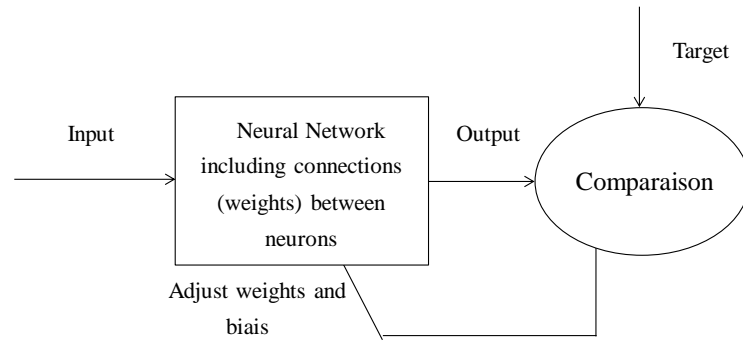 Target
Input
Neural Network
including connections
(weights) between
neurons
Output
Comparaison
Adjust weights and
biais